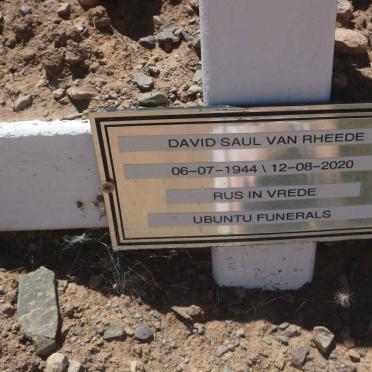 DAVID SAUL VAN RHEEDE
06-07-1944 \ 12-08-2020
RUS IN VREDE
UBUNTU FUNERALS